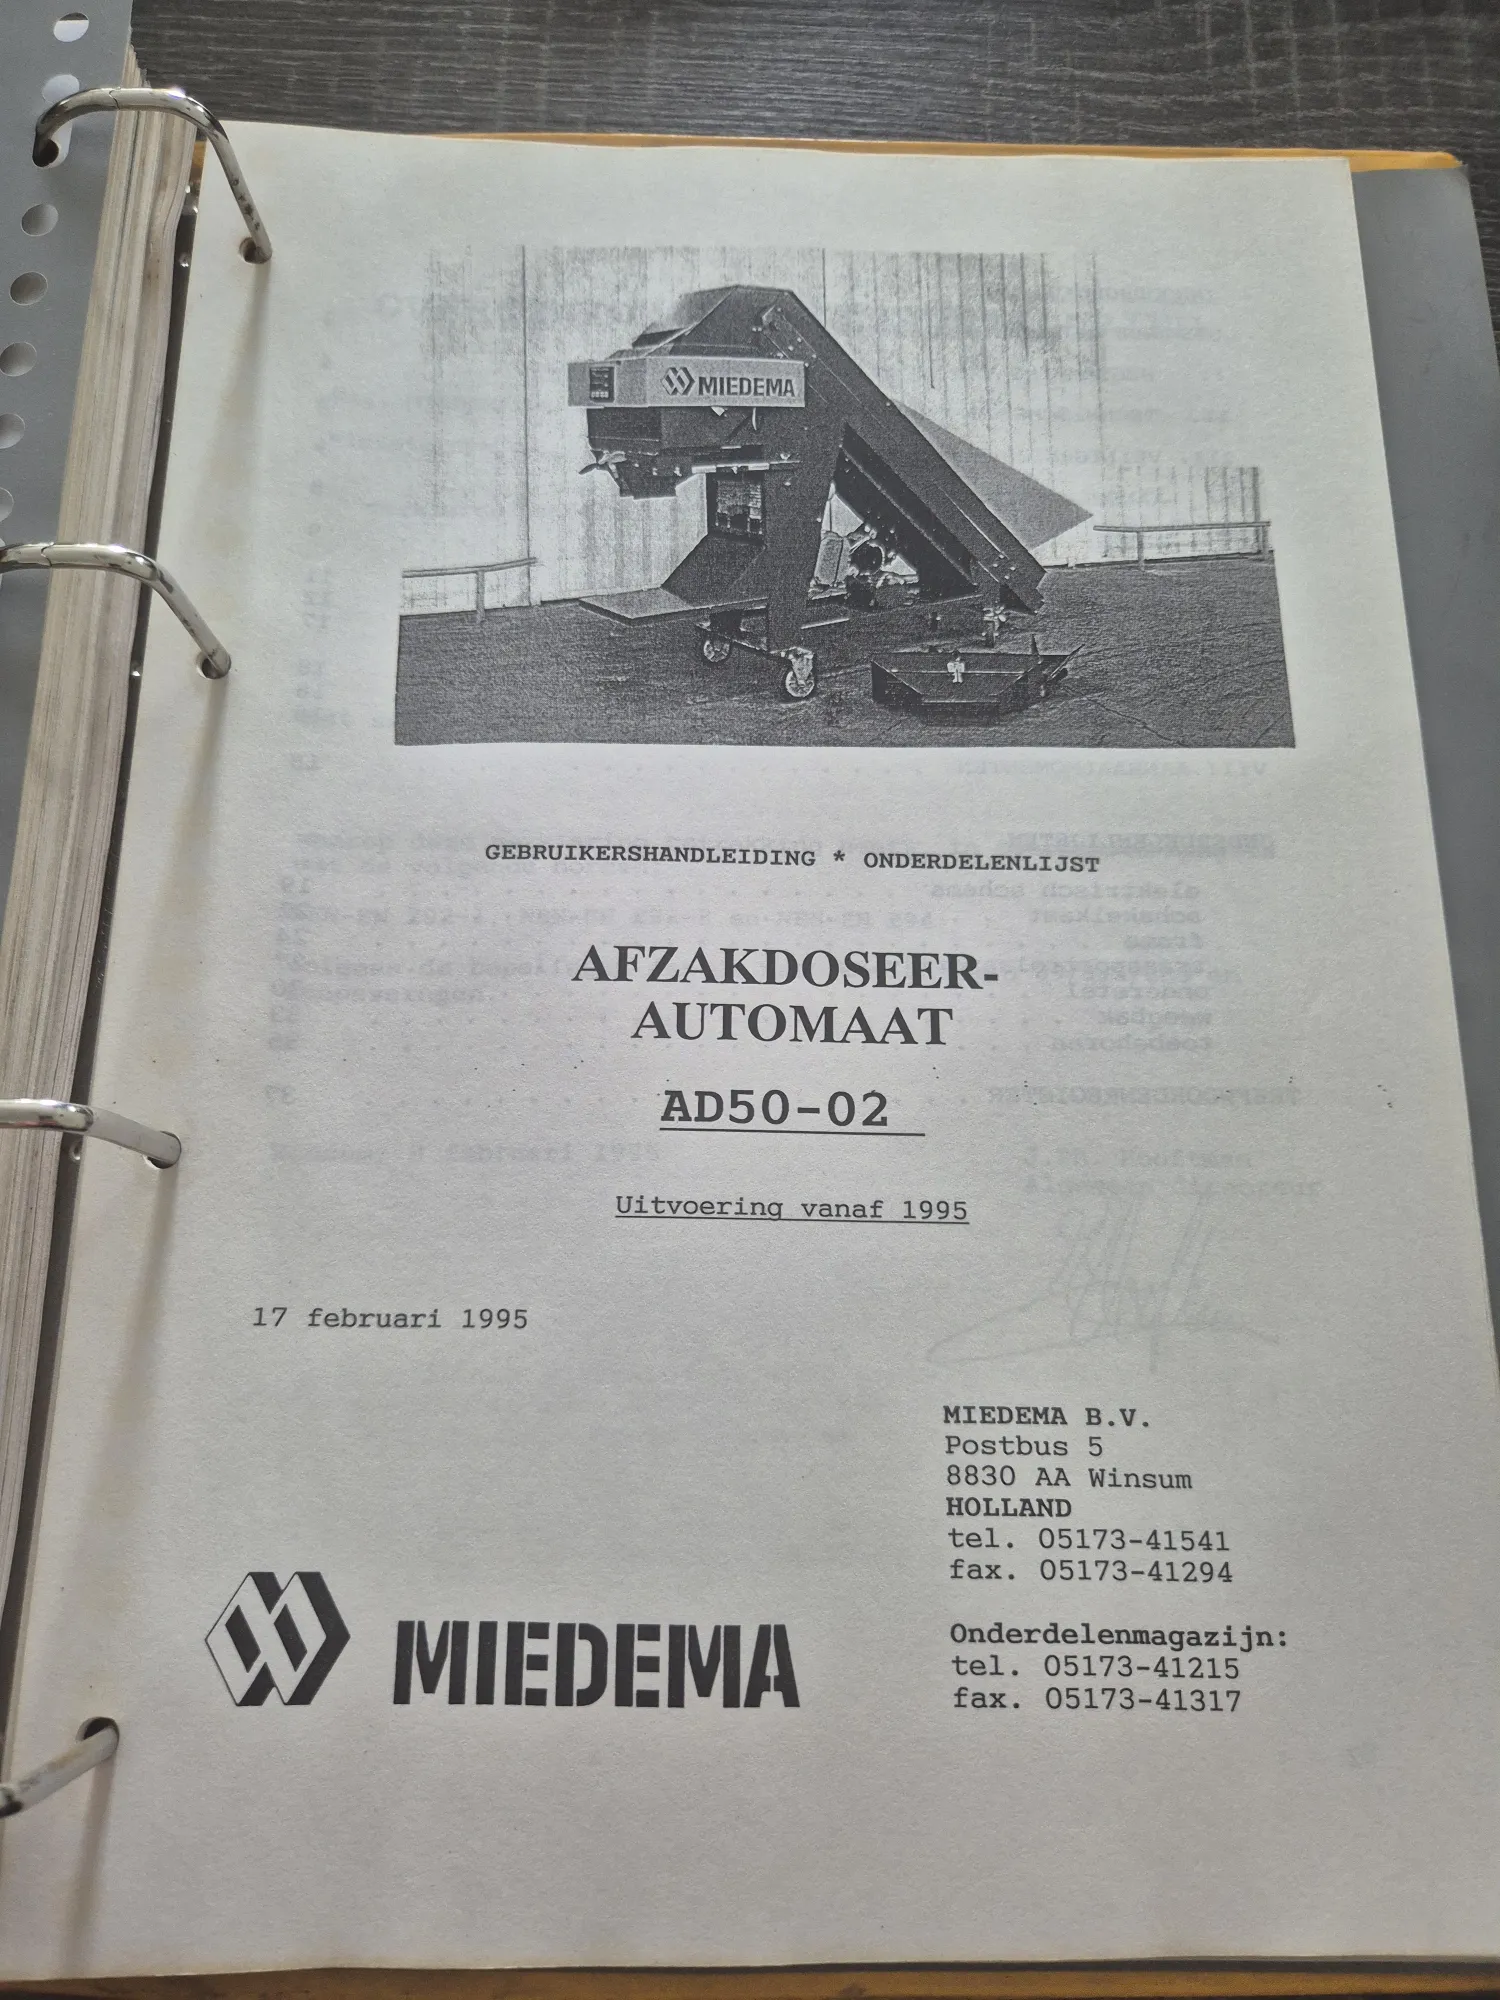 MIEDEMA
GEBRUIKERSHANDLEIDING * ONDERDELENLIJST
AFZAKDOSEER-
AUTOMAAT
AD50-02
Uitvoering vanaf 1995
17 februari 1995
MIEDEMA B.V.
Postbus 5
8830 AA Winsum
HOLLAND
tel. 05173-41541
fax. 05173-41294
Onderdelenmagazijn:
tel. 05173-41215
fax. 05173-41317
MIEDEMA